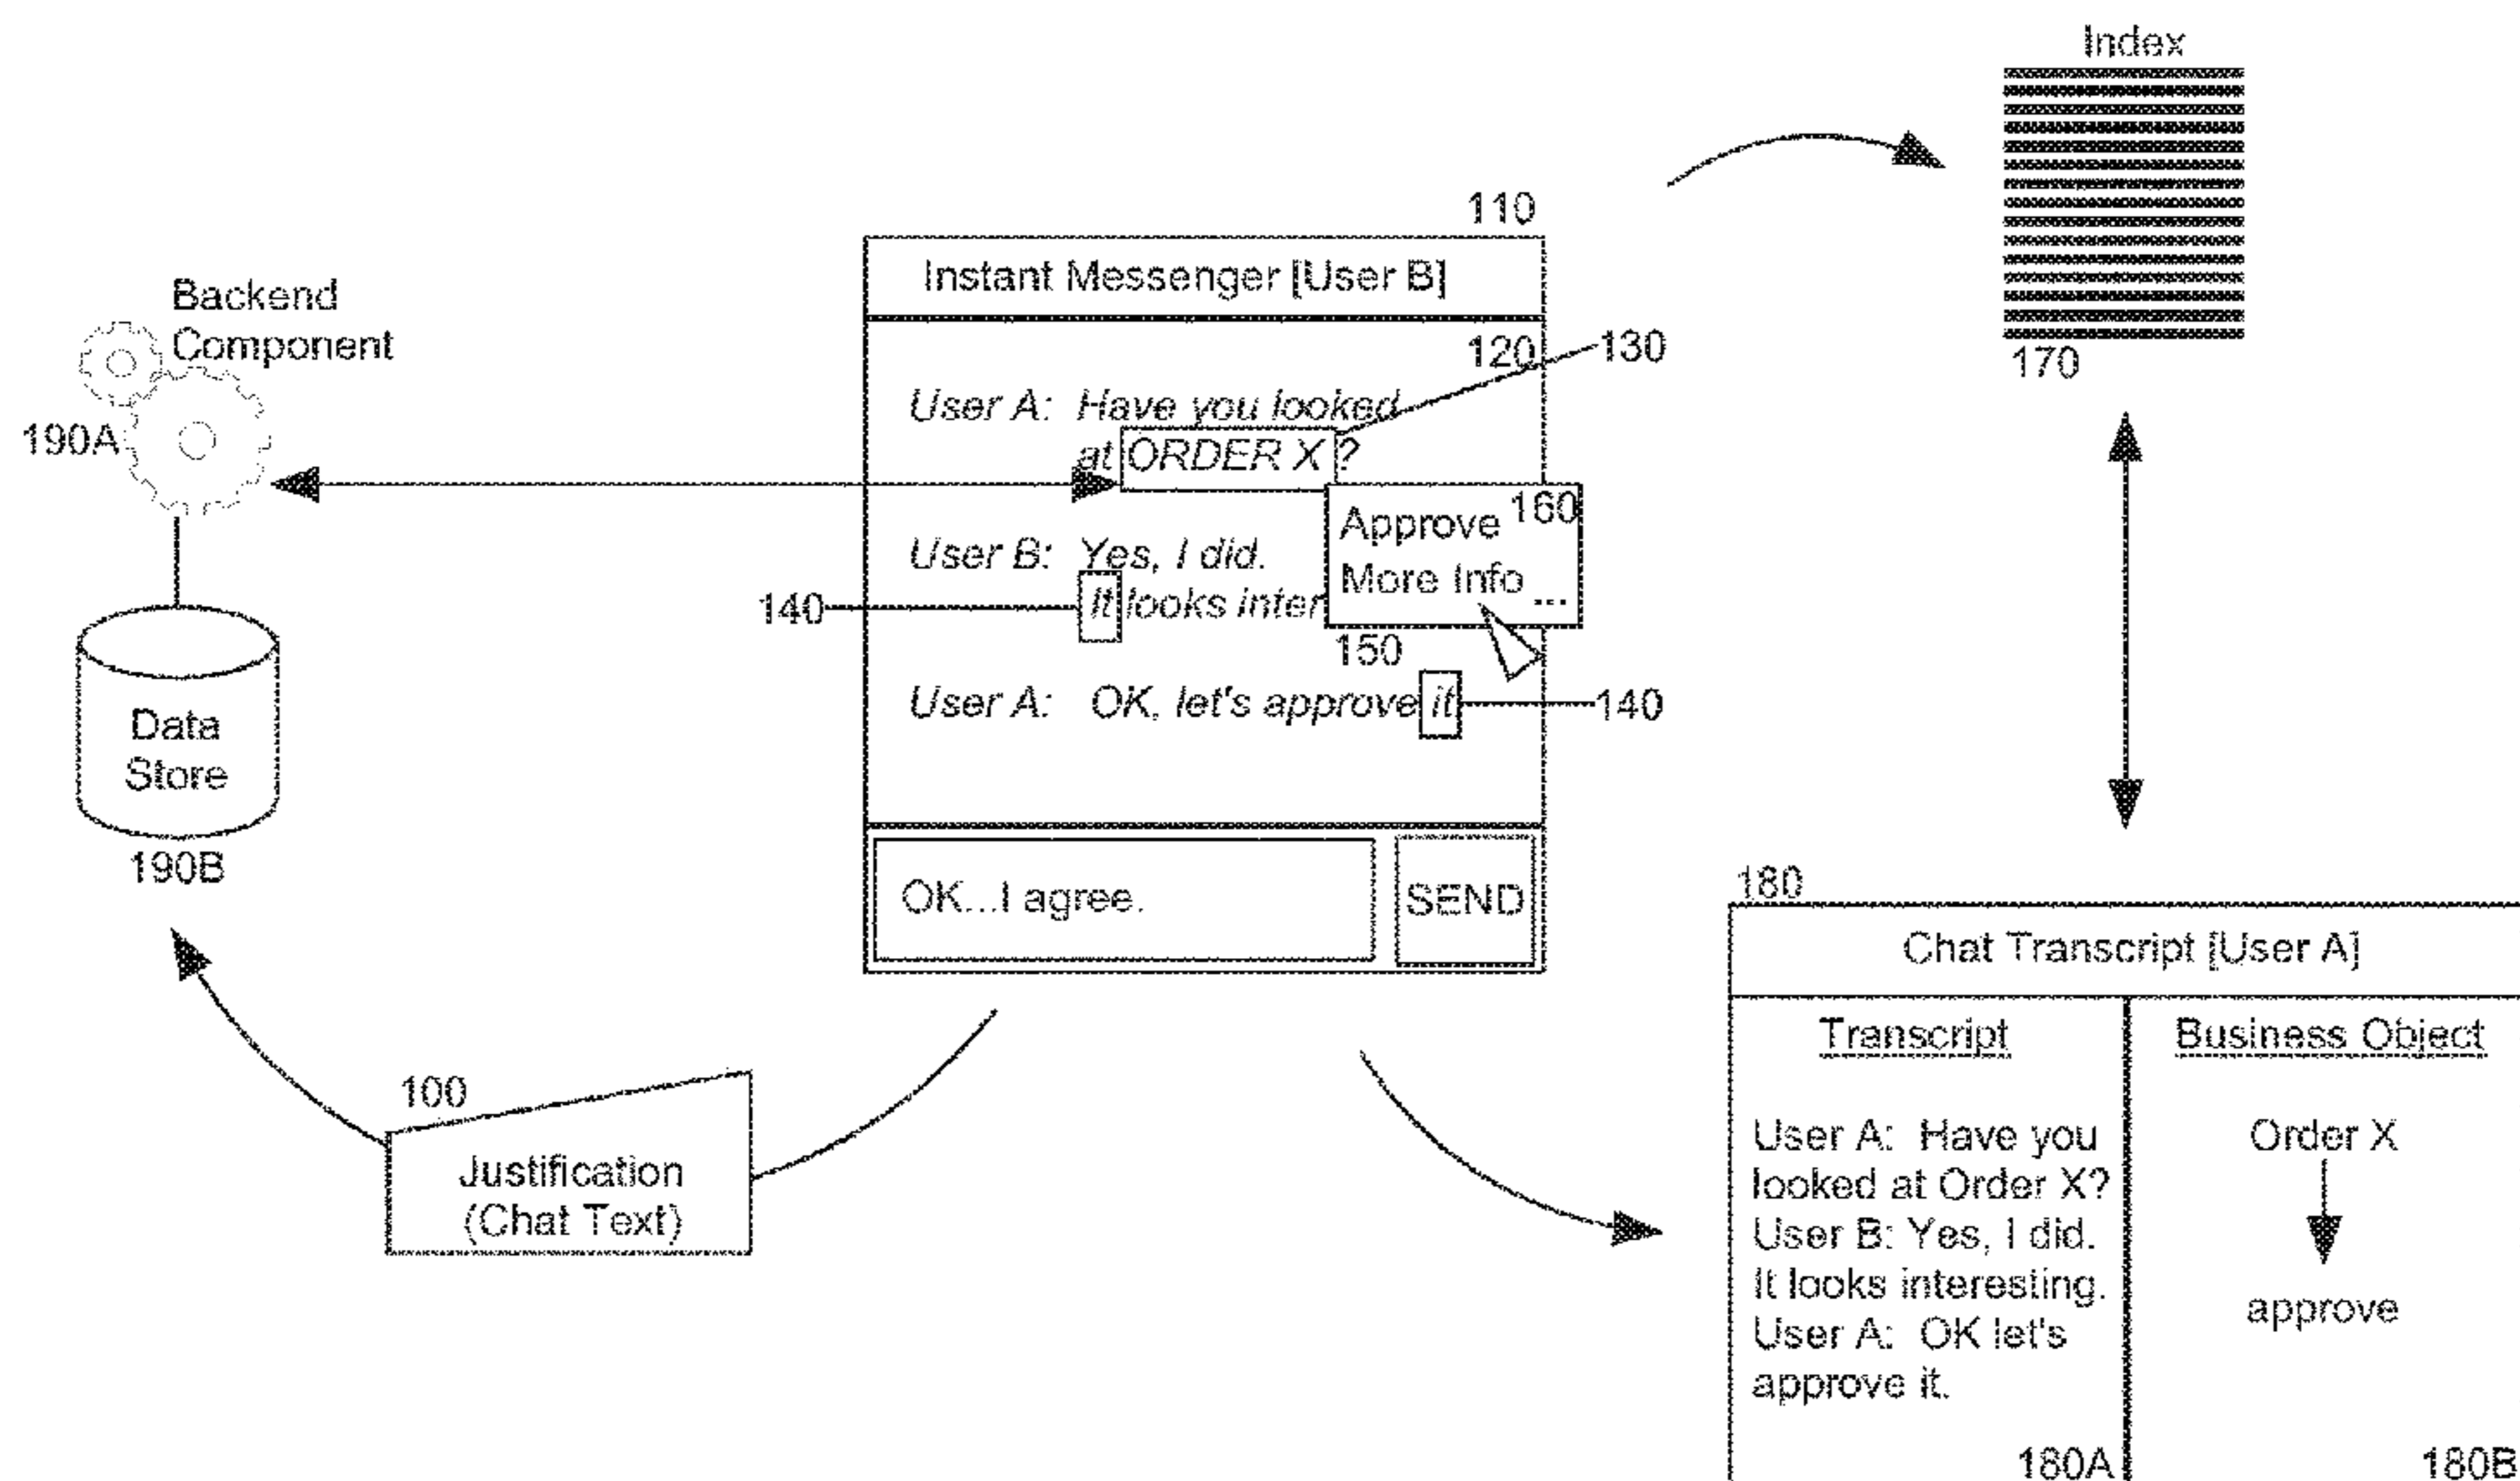 Index
170
110
Instant Messenger [User B]
120
130
User A: Have you looked
at ORDER X ?
160
Approve
More Info ...
150
User B: Yes, I did.
It looks inter
140
User A: OK, let's approve it
140
OK...I agree.
SEND
Backend
Component
190A
Data
Store
190B
100
Justification
(Chat Text)
180
Chat Transcript [User A]
Transcript
User A: Have you
looked at Order X?
User B: Yes, I did.
It looks interesting.
User A: OK let's
approve it.
180A
Business Object
Order X
approve
180B